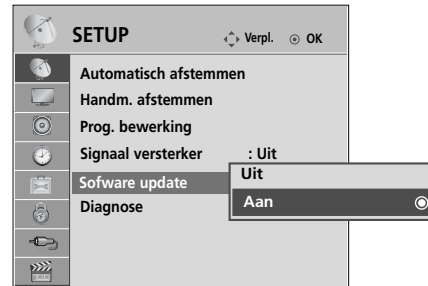 SETUP
Verpl. OK
Automatisch afstemmen
Handm. afstemmen
Prog. bewerking
Signaal versterker : Uit
Sofware update
Uit
Aan
Diagnose